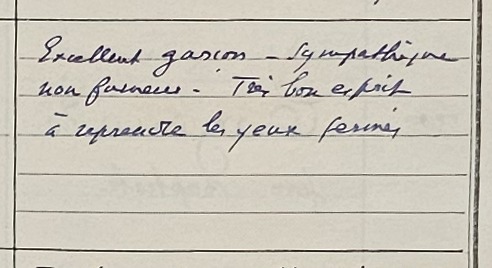 Excellent garçon - Sympathique
non fumeur - Très bon esprit
à reprendre les yeux fermés